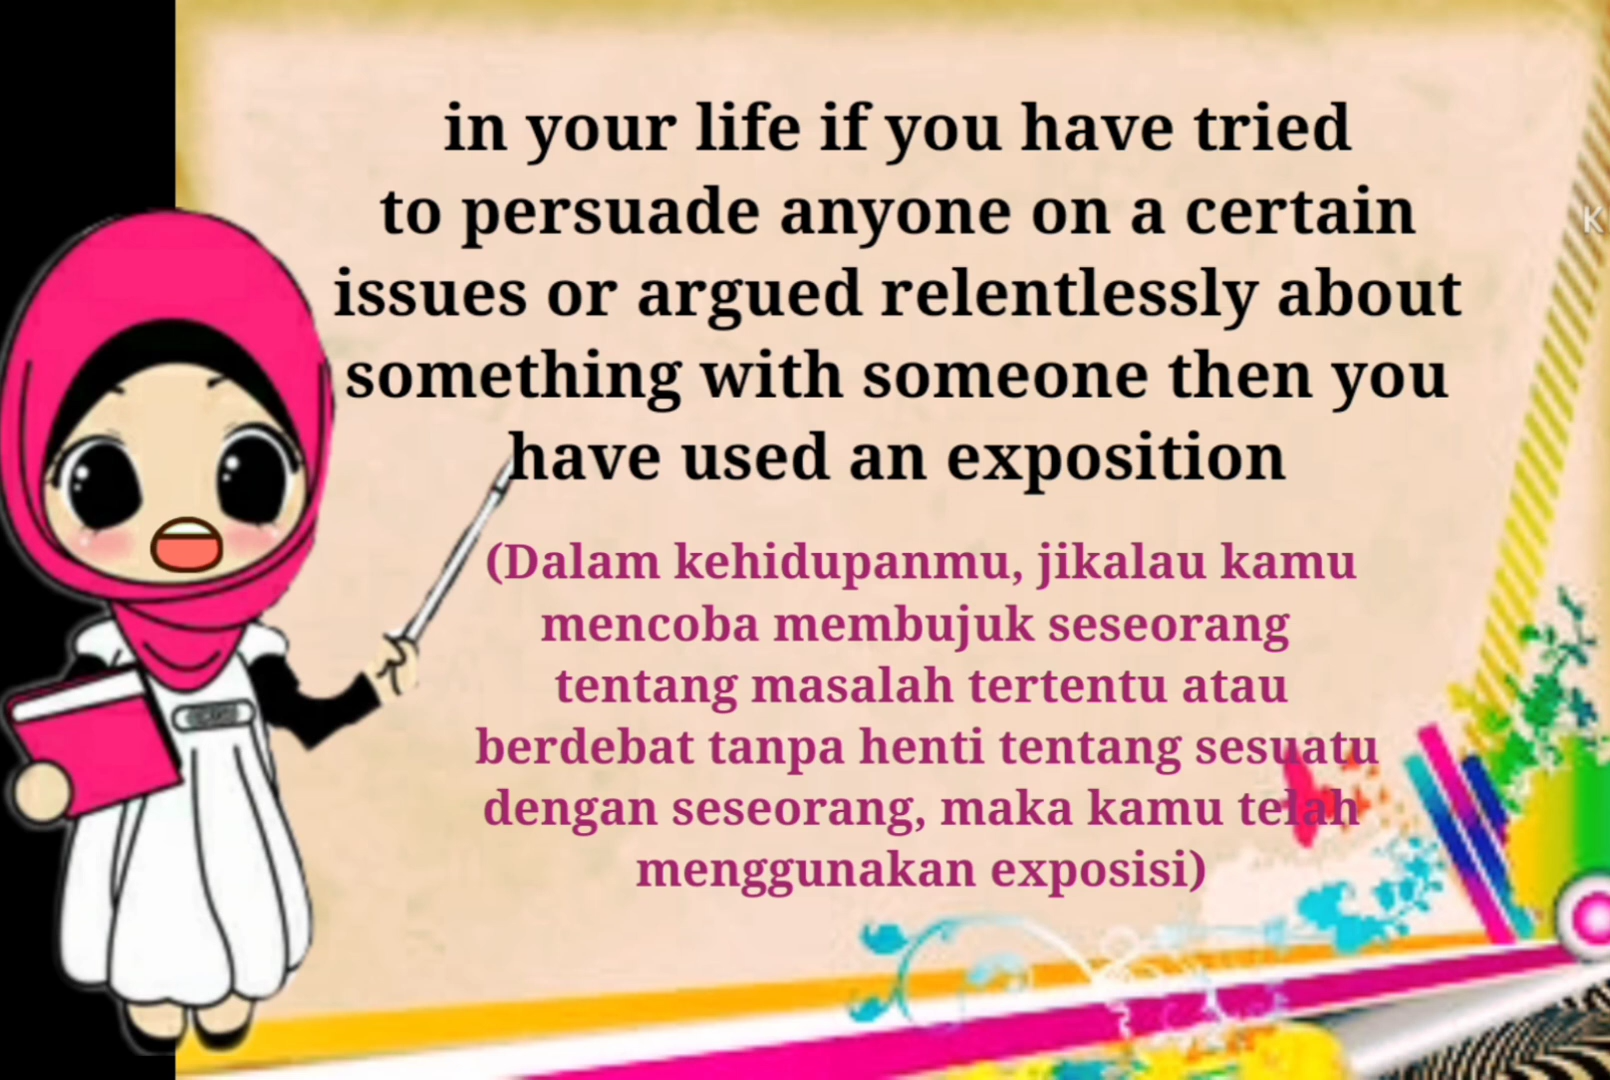 in your life if you have tried
to persuade anyone on a certain
issues or argued relentlessly about
something with someone then you
have used an exposition
(Dalam kehidupanmu, jikalau kamu
mencoba membujuk seseorang
tentang masalah tertentu atau
berdebat tanpa henti tentang sesuatu
dengan seseorang, maka kamu telah
menggunakan exposisi)
K